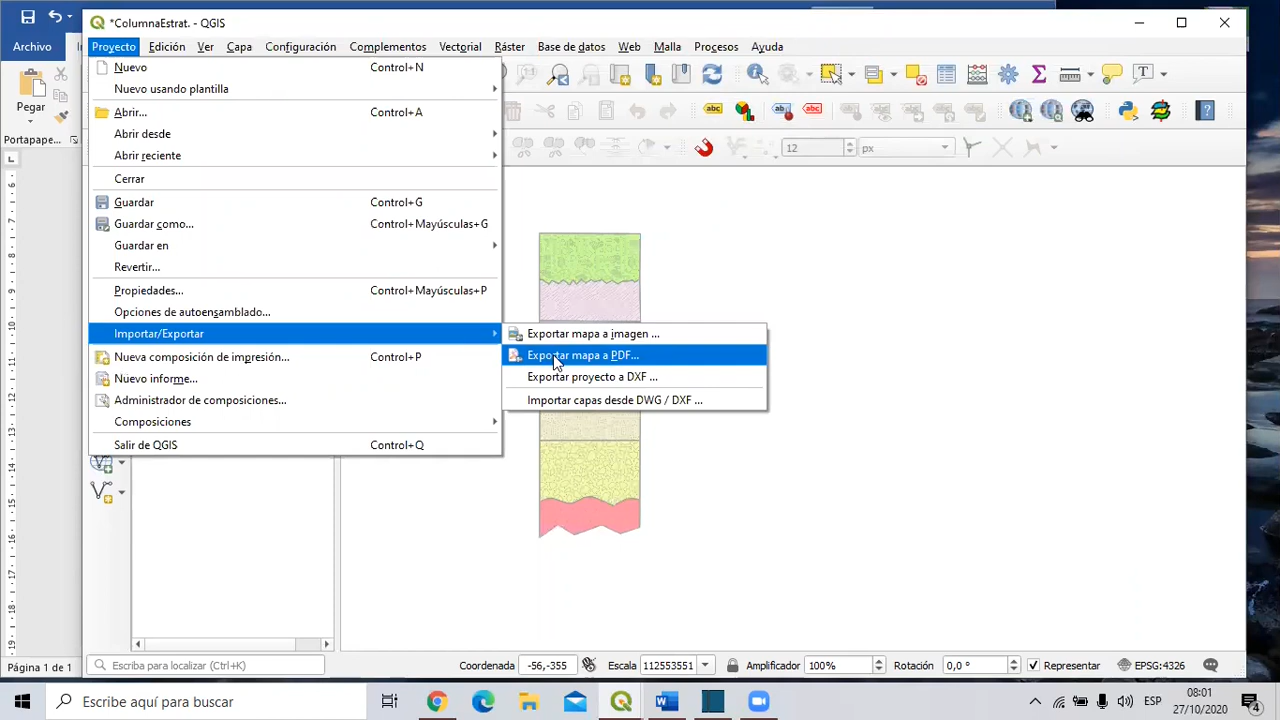 *ColumnaEstrat. - QGIS
Archivo
Proyecto Edición Ver Capa Configuración Complementos Vectorial Ráster Base de datos Web Malla Procesos Ayuda
Pegar
Portapape...
Nuevo Control+N
Nuevo usando plantilla
Abrir... Control+A
Abrir desde
Abrir reciente
Cerrar
Guardar Control+G
Guardar como... Control+Mayúsculas+G
Guardar en
Revertir...
Propiedades... Control+Mayúsculas+P
Opciones de autoensamblado...
Importar/Exportar
Nueva composición de impresión... Control+P
Nuevo informe...
Administrador de composiciones...
Composiciones
Salir de QGIS Control+Q
Exportar mapa a imagen ...
Exportar mapa a PDF...
Exportar proyecto a DXF ...
Importar capas desde DWG / DXF ...
abc abc abc
12 px
Página 1 de 1
Escriba para localizar (Ctrl+K)
Coordenada -56,-355 Escala 112553551 Amplificador 100% Rotación 0,0 ° Representar EPSG:4326
Escribe aquí para buscar
ESP
08:01
27/10/2020
4